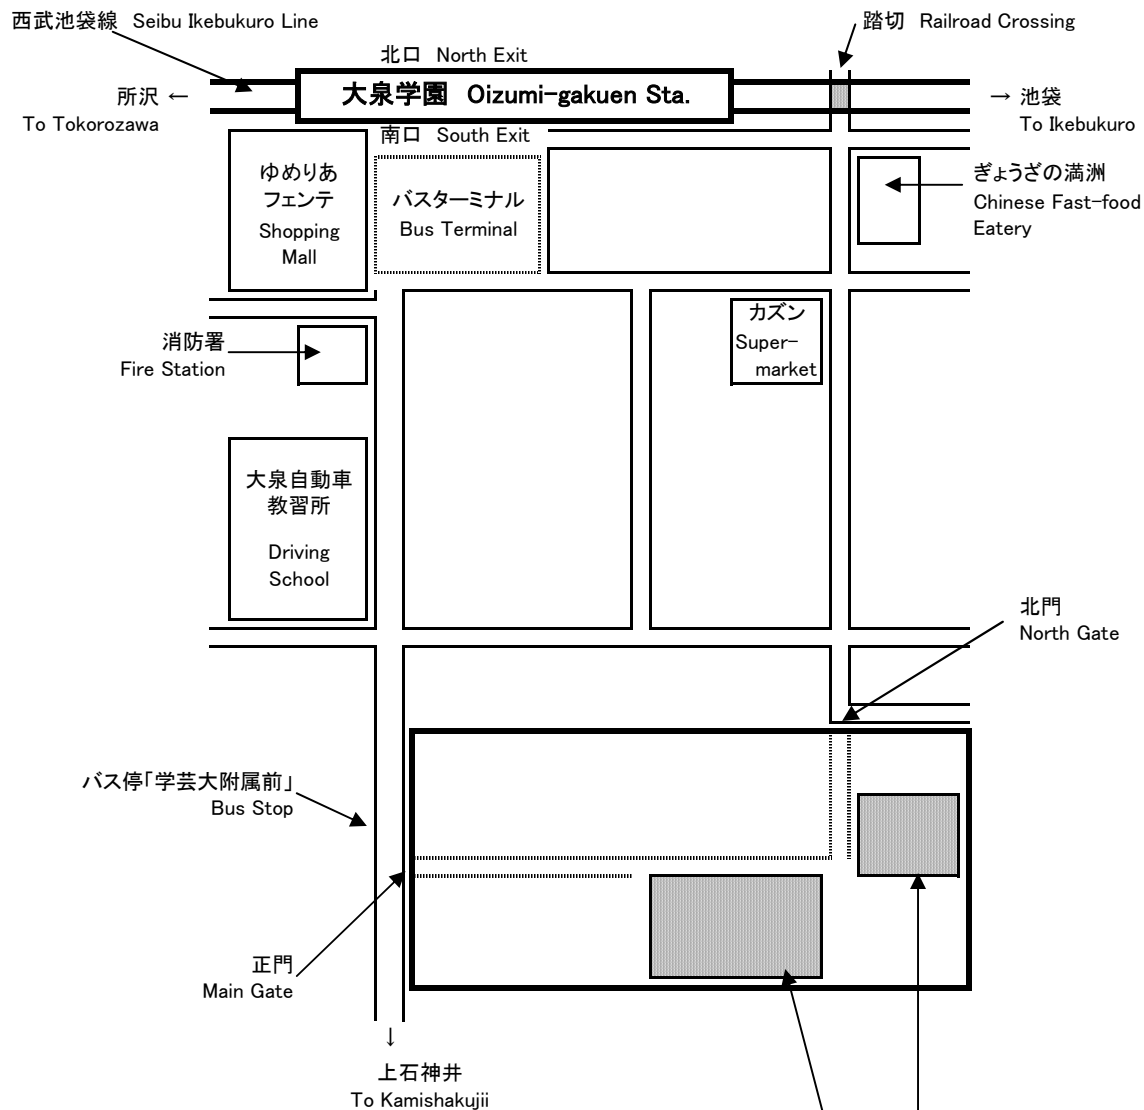 西武池袋線 Seibu Ikebukuro Line
踏切 Railroad Crossing
北口 North Exit
大泉学園 Oizumi-gakuen Sta.
所沢 ←
To Tokorozawa
→ 池袋
To Ikebukuro
南口 South Exit
ゆめりあ
フェンテ
Shopping
Mall
バスターミナル
Bus Terminal
ぎょうざの満洲
Chinese Fast-food
Eatery
カズン
Super-
market
消防署
Fire Station
大泉自動車
教習所
Driving
School
北門
North Gate
バス停「学芸大附属前」
Bus Stop
正門
Main Gate
↓
上石神井
To Kamishakujii